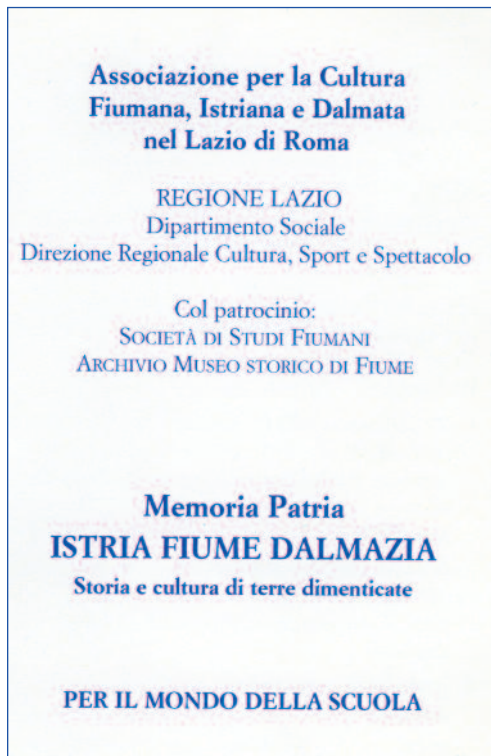 Associazione per la Cultura
Fiumana, Istriana e Dalmata
nel Lazio di Roma
REGIONE LAZIO
Dipartimento Sociale
Direzione Regionale Cultura, Sport e Spettacolo
Col patrocinio:
SOCIETÀ DI STUDI FIUMANI
ARCHIVIO MUSEO STORICO DI FIUME
Memoria Patria
ISTRIA FIUME DALMAZIA
Storia e cultura di terre dimenticate
PER IL MONDO DELLA SCUOLA